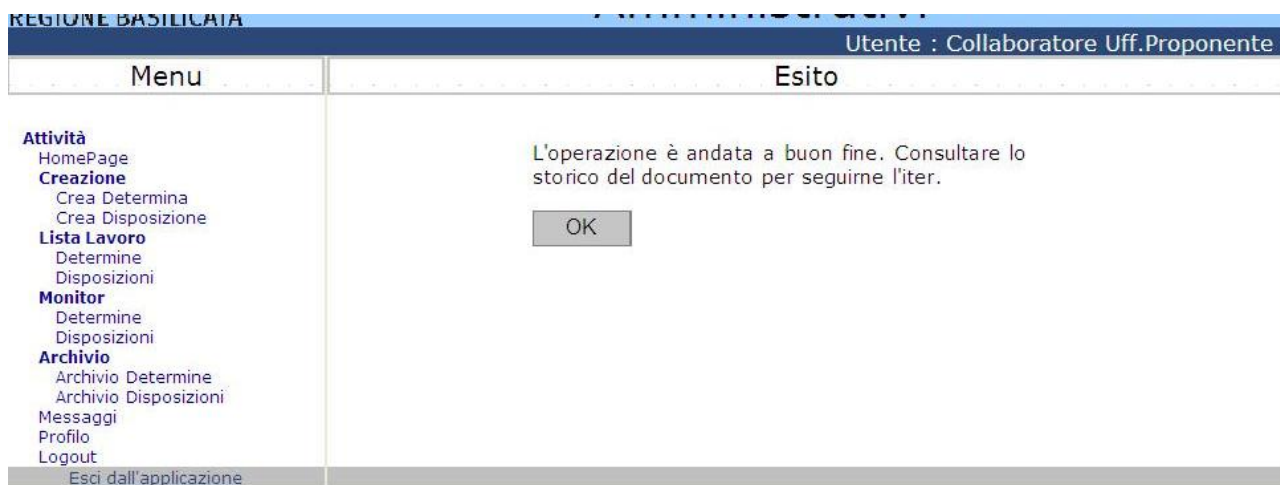 REGIONE BASILICATA
Utente : Collaboratore Uff.Proponente
Menu
Esito
Attività
HomePage
Creazione
Crea Determina
Crea Disposizione
Lista Lavoro
Determine
Disposizioni
Monitor
Determine
Disposizioni
Archivio
Archivio Determine
Archivio Disposizioni
Messaggi
Profilo
Logout
Esci dall'applicazione
L'operazione è andata a buon fine. Consultare lo
storico del documento per seguirne l'iter.
OK